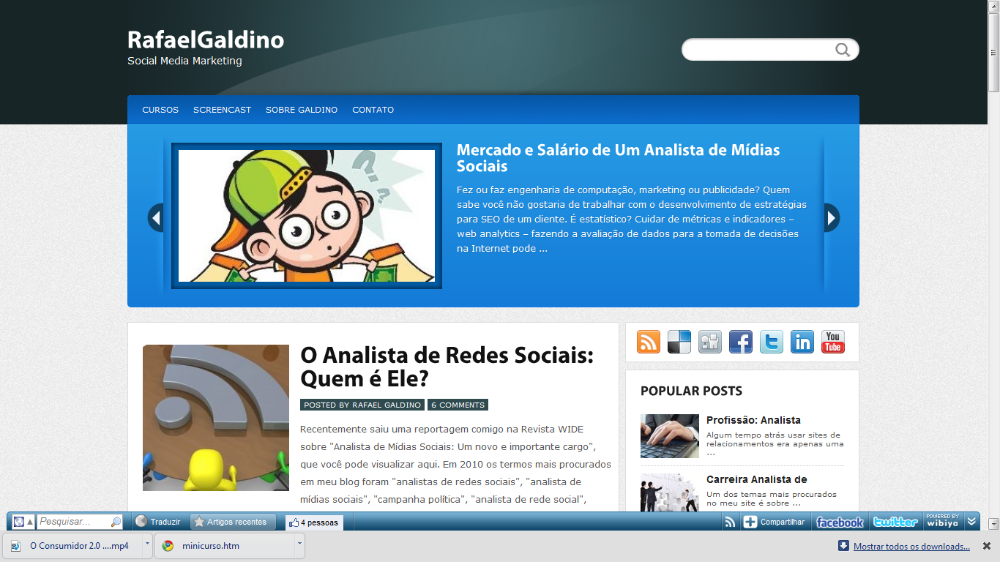 RafaelGaldino
Social Media Marketing
CURSOS SCREENCAST SOBRE GALDINO CONTATO
Mercado e Salário de Um Analista de Mídias
Sociais
Fez ou faz engenharia de computação, marketing ou publicidade? Quem
sabe você não gostaria de trabalhar com o desenvolvimento de estratégias
para SEO de um cliente. É estatístico? Cuidar de métricas e indicadores –
web analytics – fazendo a avaliação de dados para a tomada de decisões
na Internet pode ...
? ?
O Analista de Redes Sociais:
Quem é Ele?
POSTED BY RAFAEL GALDINO 6 COMMENTS
Recentemente saiu uma reportagem comigo na Revista WIDE
sobre "Analista de Mídias Sociais: Um novo e importante cargo",
que você pode visualizar aqui. Em 2010 os termos mais procurados
em meu blog foram "analistas de redes sociais", "analista de
mídias sociais", "campanha política", "analista de rede social",
f t in You Tube
POPULAR POSTS
Profissão: Analista
Algum tempo atrás usar sites de
relacionamentos era apenas uma
...
Carreira Analista de
Um dos temas mais procurados
no meu site é sobre ...
Pesquisar... Traduzir Artigos recentes 4 pessoas Compartilhar facebook twitter POWERED BY wibiya
O Consumidor 2.0 ....mp4 minicurso.htm Mostrar todos os downloads...